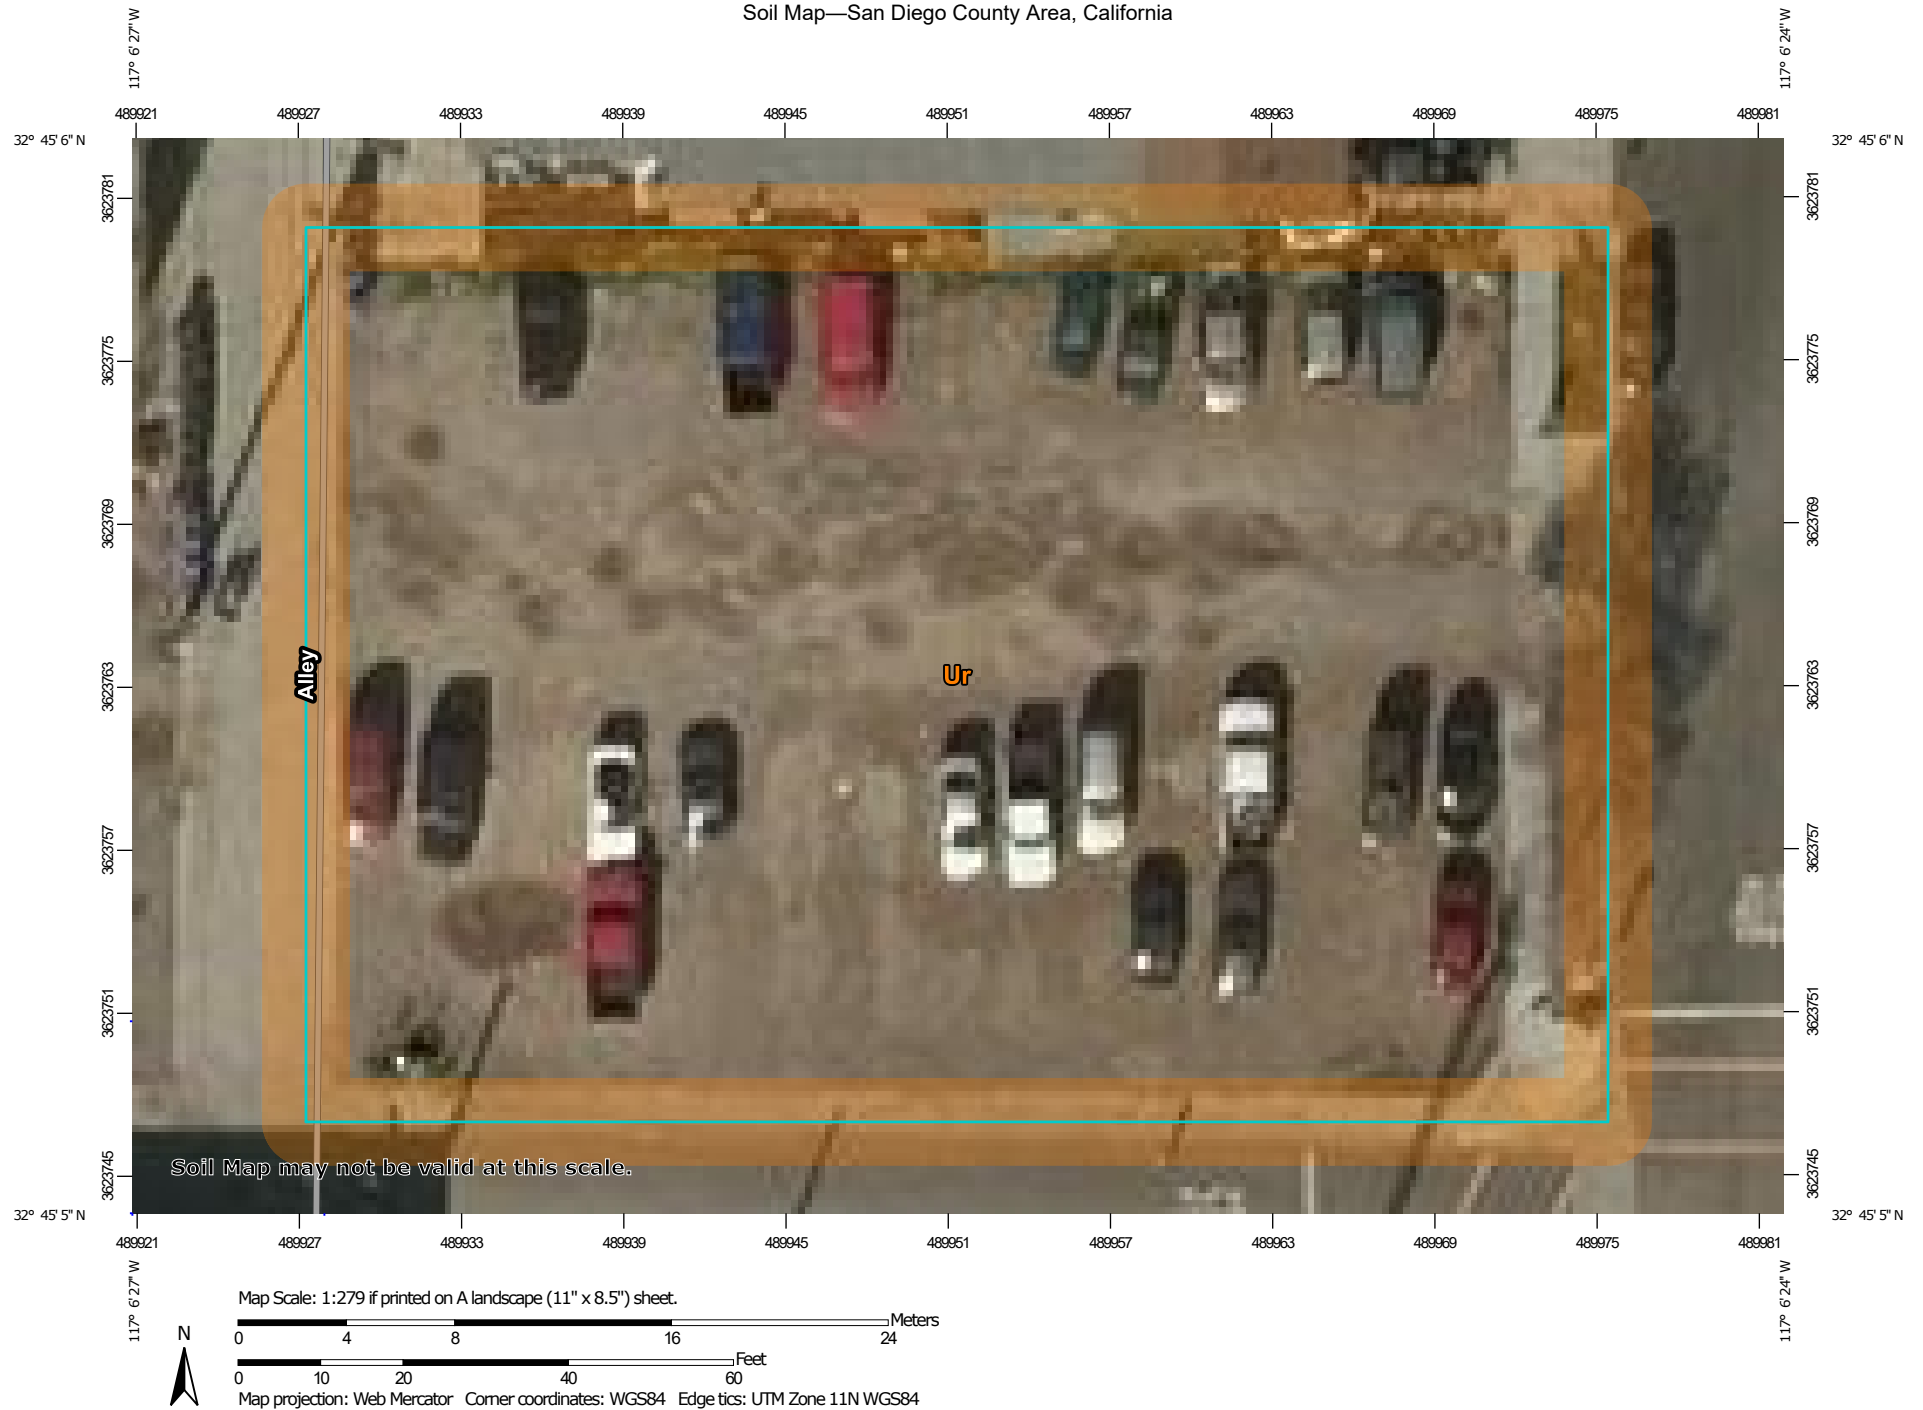 Soil Map—San Diego County Area, California
117° 6' 27" W
117° 6' 24" W
489921 489927 489933 489939 489945 489951 489957 489963 489969 489975 489981
32° 45' 6" N
32° 45' 6" N
3623781
3623781
3623775
3623775
3623769
3623769
3623763
3623763
Alley
Ur
3623757
3623757
3623751
3623751
Soil Map may not be valid at this scale.
3623745
3623745
32° 45' 5" N
32° 45' 5" N
489921 489927 489933 489939 489945 489951 489957 489963 489969 489975 489981
117° 6' 27" W
117° 6' 24" W
Map Scale: 1:279 if printed on A landscape (11" x 8.5") sheet.
N
Meters
0 4 8 16 24
Feet
0 10 20 40 60
Map projection: Web Mercator Corner coordinates: WGS84 Edge tics: UTM Zone 11N WGS84